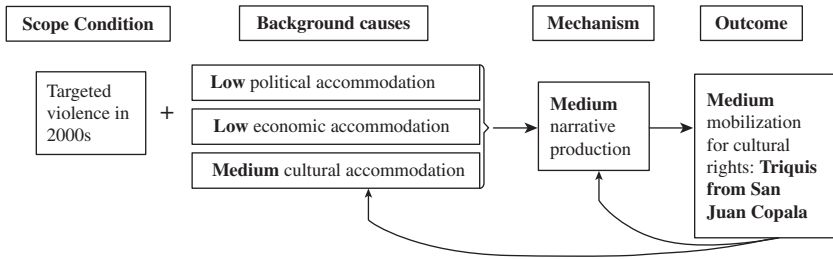 Scope Condition
Background causes
Mechanism
Outcome
Targeted
violence in
2000s
+
Low political accommodation
Low economic accommodation
Medium cultural accommodation
Medium
narrative
production
Medium
mobilization
for cultural
rights: Triquis
from San
Juan Copala